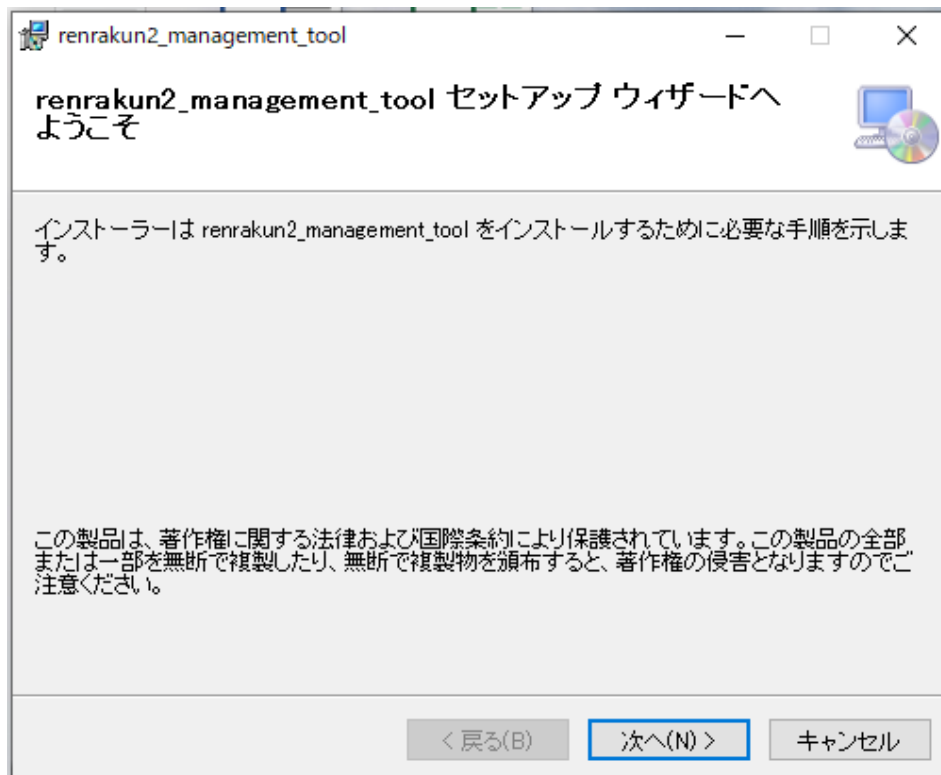 renrakun2_management_tool
renrakun2_management_tool セットアップ ウィザードへ
ようこそ
インストーラーは renrakun2_management_tool をインストールするために必要な手順を示しま
す。
この製品は、著作権に関する法律および国際条約により保護されています。この製品の全部
または一部を無断で複製したり、無断で複製物を頒布すると、著作権の侵害となりますのでご
注意ください。
< 戻る(B)
次へ(N) >
キャンセル